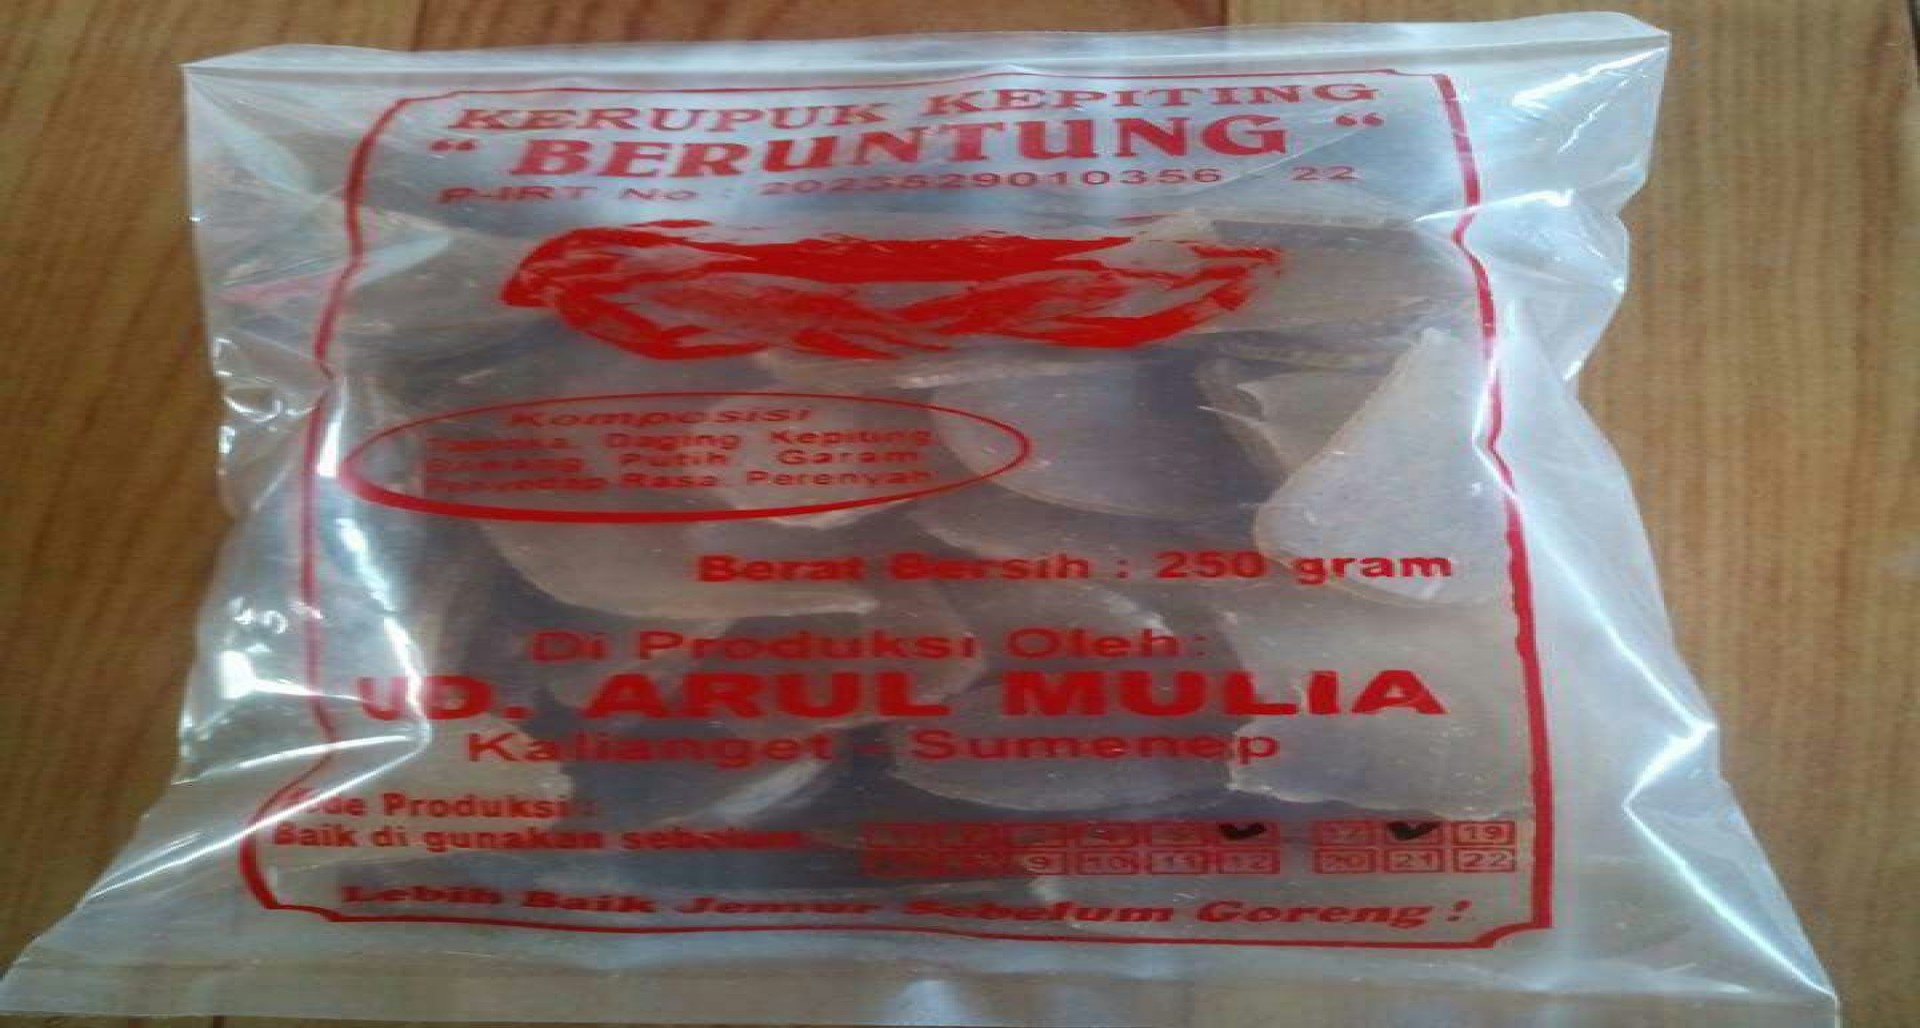 KERUPUK KEPITING
“ BERUNTUNG “
P-IRT No : 2023529010356 22
Komposisi
Daging Kepiting
Bawang Putih Garam
Rasa Perenyah
Berat Bersih : 250 gram
Di Produksi Oleh:
UD. ARUL MULIA
Kalianget - Sumenep
Produksi :
Baik di gunakan sebelum
19
9 10 11 12 20 21 22
Lebih Baik Jemur Sebelum Goreng !